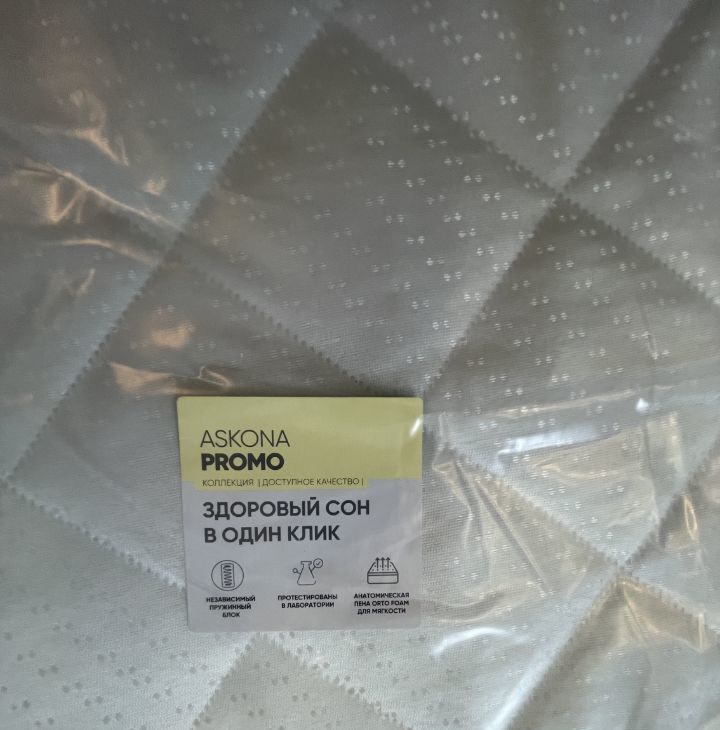 ASKONA
PROMO
КОЛЛЕКЦИЯ | ДОСТУПНОЕ КАЧЕСТВО |
ЗДОРОВЫЙ СОН
В ОДИН КЛИК
НЕЗАВИСИМЫЙ
ПРУЖИННЫЙ
БЛОК
ПРОТЕСТИРОВАНЫ
В ЛАБОРАТОРИИ
АНАТОМИЧЕСКАЯ
ПЕНА ORTO FOAM
ДЛЯ МЯГКОСТИ